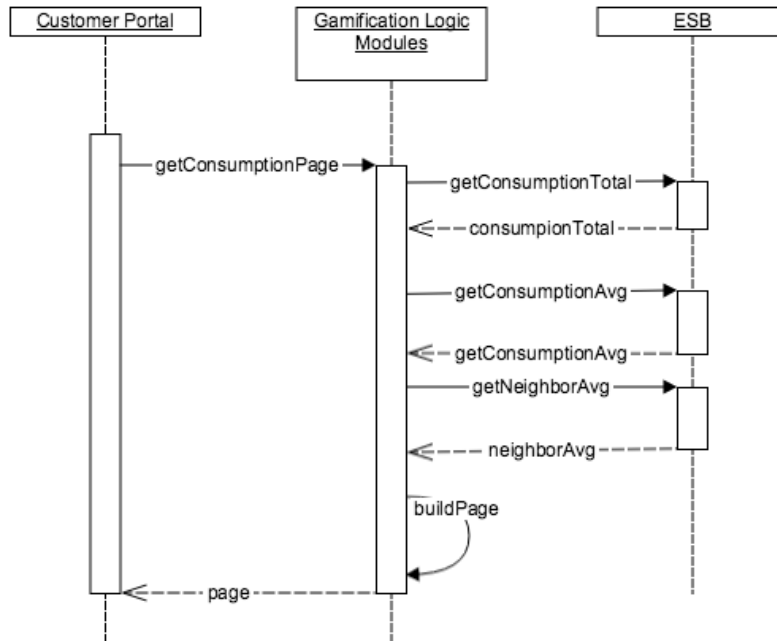 Customer Portal
Gamification Logic
Modules
ESB
getConsumptionPage
getConsumptionTotal
consumpionTotal
getConsumptionAvg
getConsumptionAvg
getNeighborAvg
neighborAvg
buildPage
page